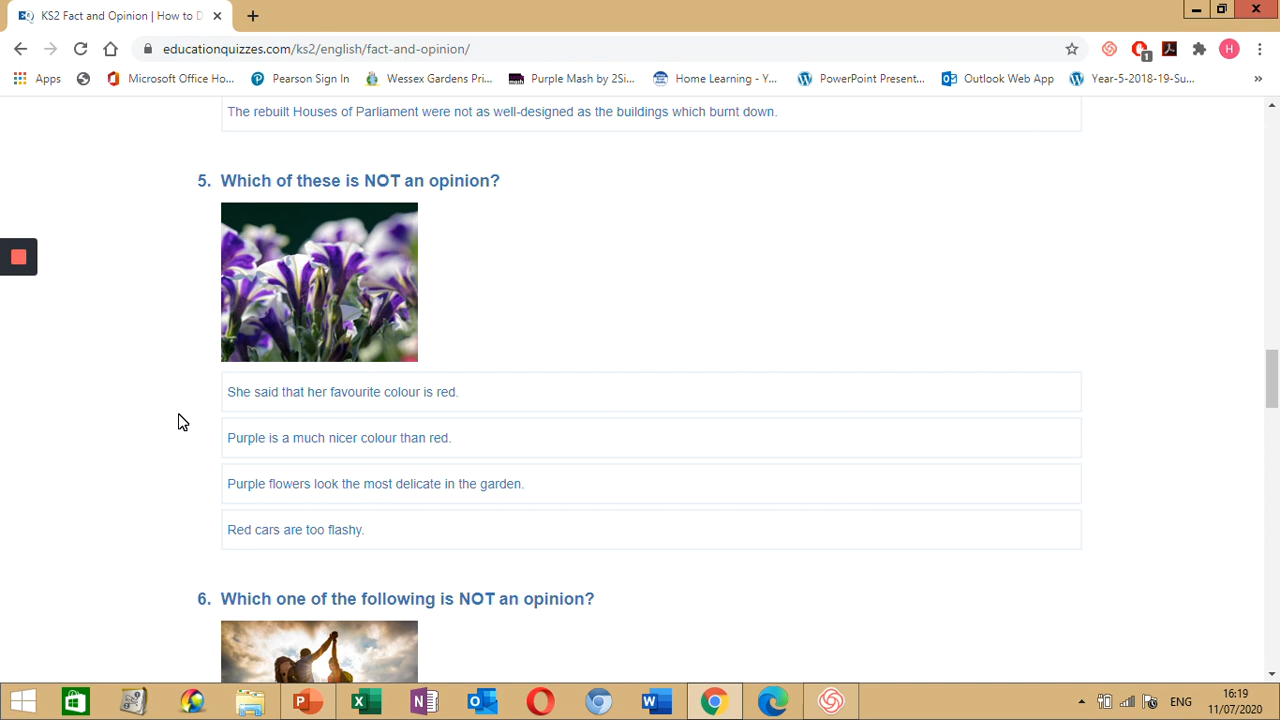 KS2 Fact and Opinion | How to D
educationquizzes.com/ks2/english/fact-and-opinion/
Apps
Microsoft Office Ho...
Pearson Sign In
Wessex Gardens Pri...
Purple Mash by 2Si...
Home Learning - Y...
PowerPoint Present...
Outlook Web App
Year-5-2018-19-Su...
»
The rebuilt Houses of Parliament were not as well-designed as the buildings which burnt down.
5. Which of these is NOT an opinion?
She said that her favourite colour is red.
Purple is a much nicer colour than red.
Purple flowers look the most delicate in the garden.
Red cars are too flashy.
6. Which one of the following is NOT an opinion?
ENG
16:19
11/07/2020